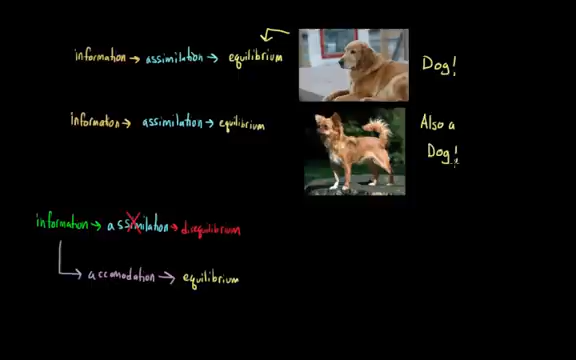 information → assimilation → equilibrium
Dog!
information → assimilation → equilibrium
Also a
Dog!
information → assimilation → disequilibrium
accomodation → equilibrium